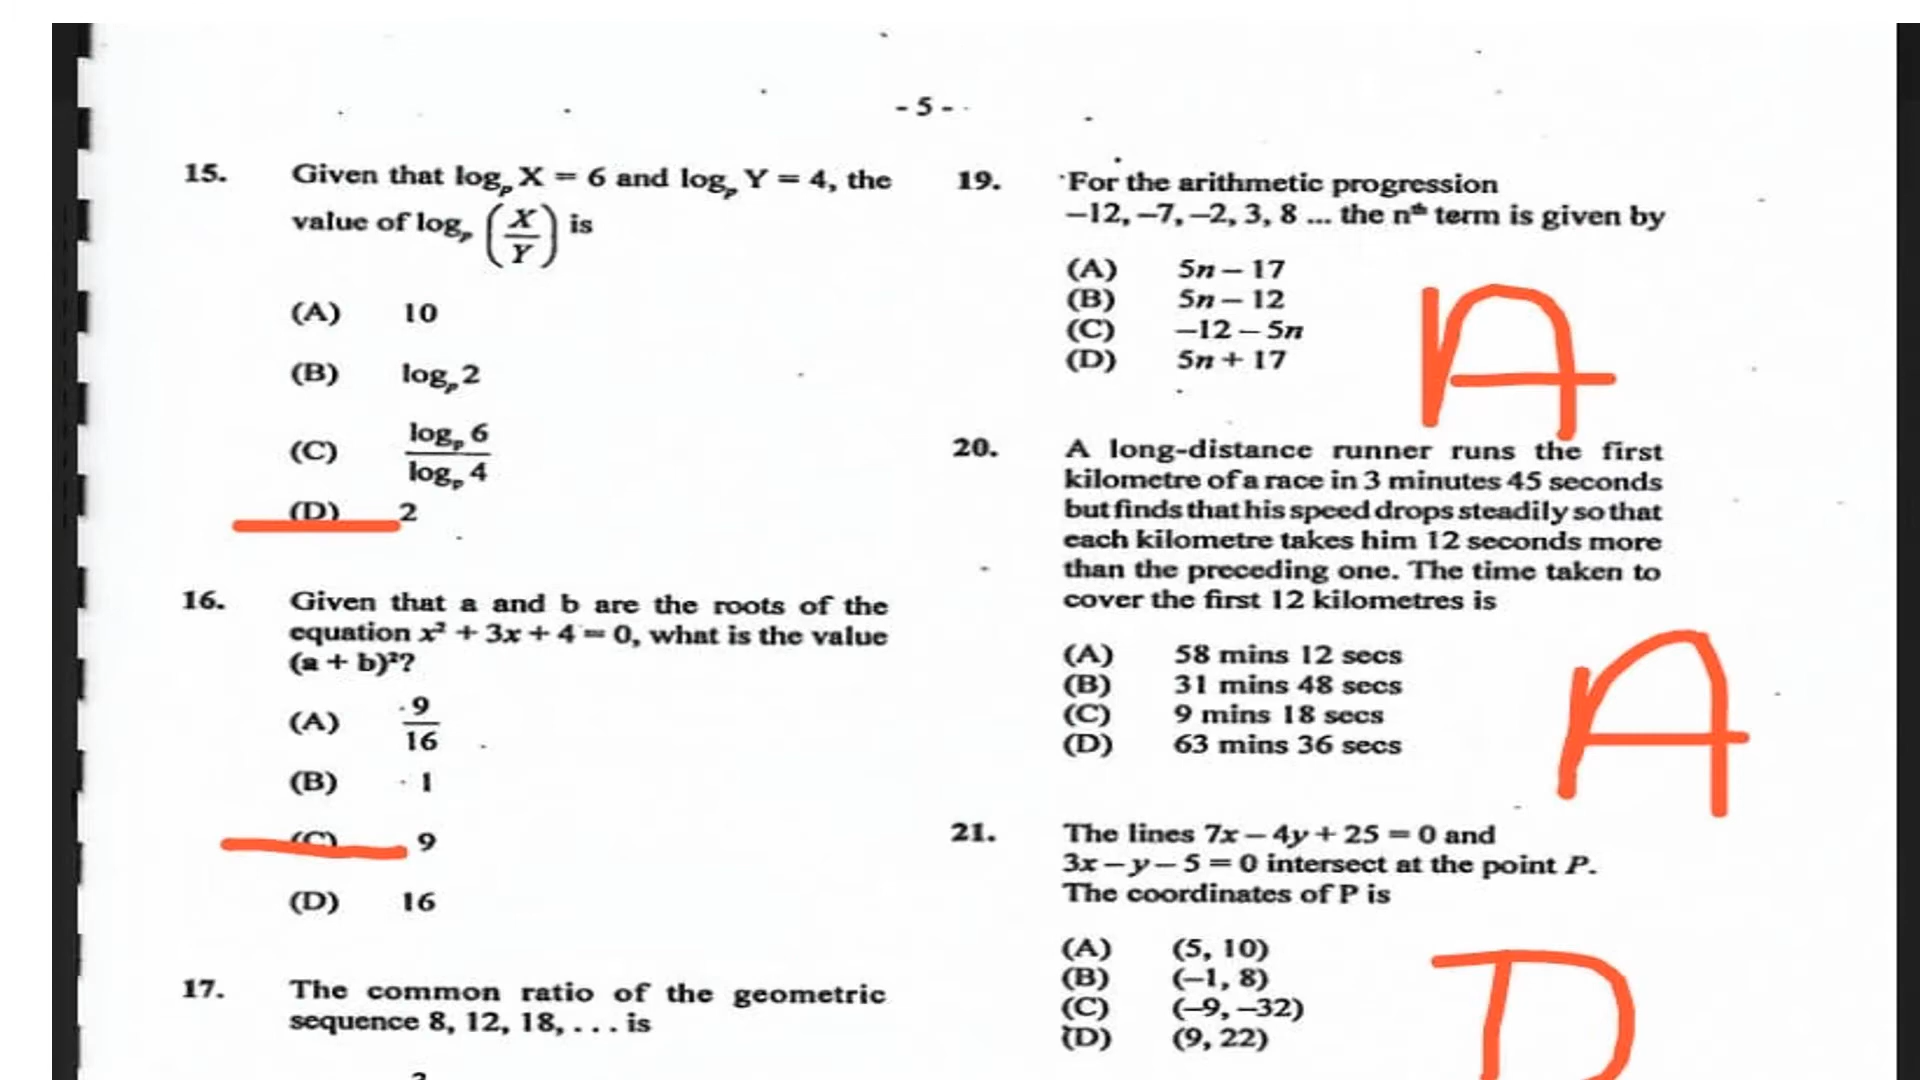 - 5 -
15. Given that logₚ X = 6 and logₚ Y = 4, the
value of logₚ (X/Y) is
(A) 10
(B) logₚ 2
(C) logₚ 6 / logₚ 4
(D) 2
16. Given that a and b are the roots of the
equation x² + 3x + 4 = 0, what is the value
(a + b)²?
(A) 9/16
(B) 1
(C) 9
(D) 16
17. The common ratio of the geometric
sequence 8, 12, 18, . . . is
19. For the arithmetic progression
–12, –7, –2, 3, 8 ... the nᵗʰ term is given by
(A) 5n – 17
(B) 5n – 12
(C) –12 – 5n
(D) 5n + 17
A
20. A long-distance runner runs the first
kilometre of a race in 3 minutes 45 seconds
but finds that his speed drops steadily so that
each kilometre takes him 12 seconds more
than the preceding one. The time taken to
cover the first 12 kilometres is
(A) 58 mins 12 secs
(B) 31 mins 48 secs
(C) 9 mins 18 secs
(D) 63 mins 36 secs
A
21. The lines 7x – 4y + 25 = 0 and
3x – y – 5 = 0 intersect at the point P.
The coordinates of P is
(A) (5, 10)
(B) (–1, 8)
(C) (–9, –32)
(D) (9, 22)
D